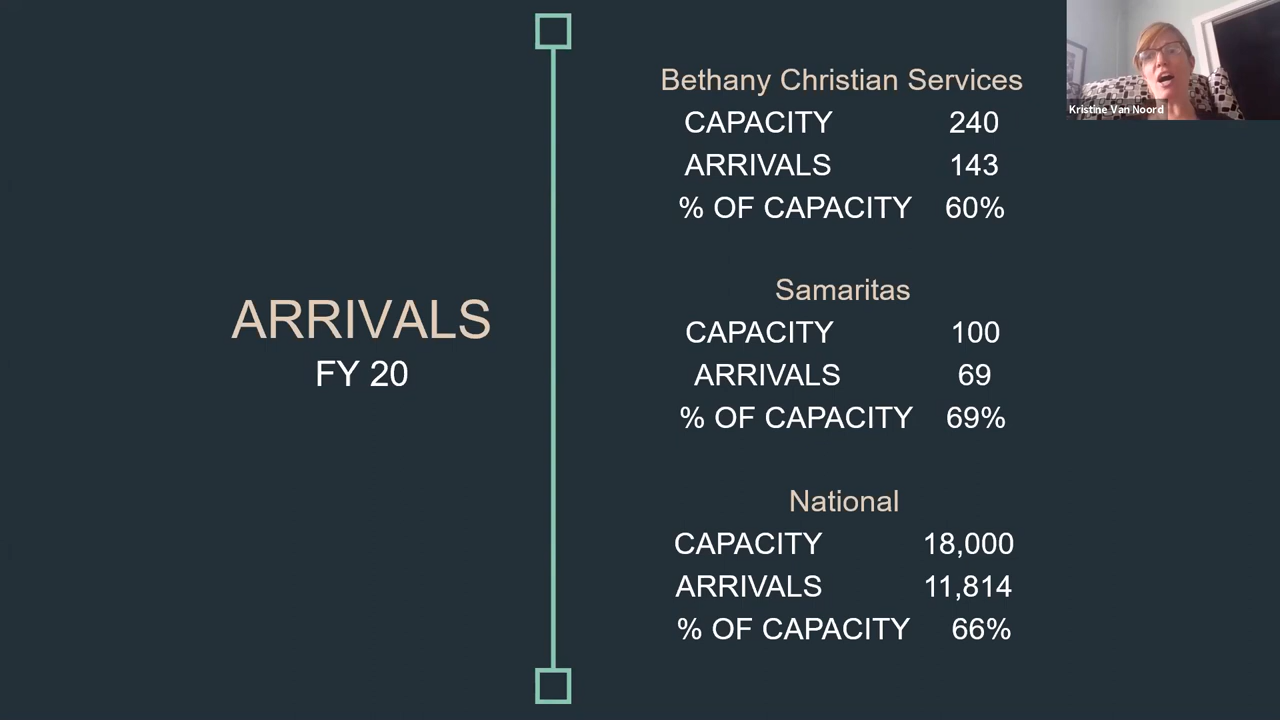 ARRIVALS
FY 20
Bethany Christian Services
CAPACITY 240
ARRIVALS 143
% OF CAPACITY 60%
Samaritas
CAPACITY 100
ARRIVALS 69
% OF CAPACITY 69%
National
CAPACITY 18,000
ARRIVALS 11,814
% OF CAPACITY 66%
Kristine Van Noord